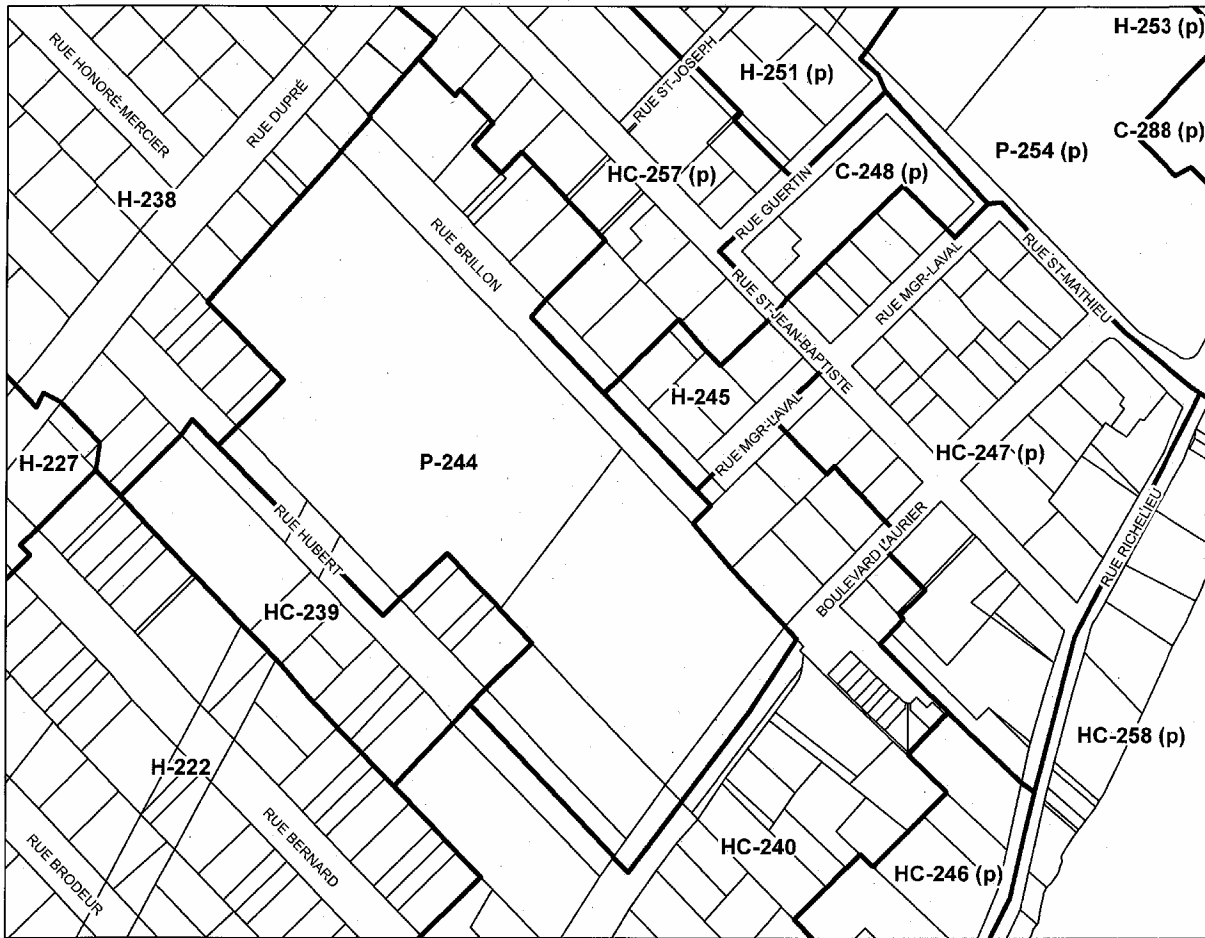 H-253 (p)
RUE HONORÉ-MERCIER
RUE ST-JOSEPH
H-251 (p)
RUE DUPRÉ
C-288 (p)
P-254 (p)
HC-257 (p)
C-248 (p)
H-238
RUE GUERTIN
RUE BRILLON
RUE MGR-LAVAL
RUE ST-MATHIEU
RUE ST-JEAN-BAPTISTE
H-245
RUE MGR-LAVAL
HC-247 (p)
H-227
P-244
RUE RICHELIEU
RUE HUBERT
BOULEVARD LAURIER
HC-239
HC-258 (p)
H-222
RUE BERNARD
HC-240
HC-246 (p)
RUE BRODEUR